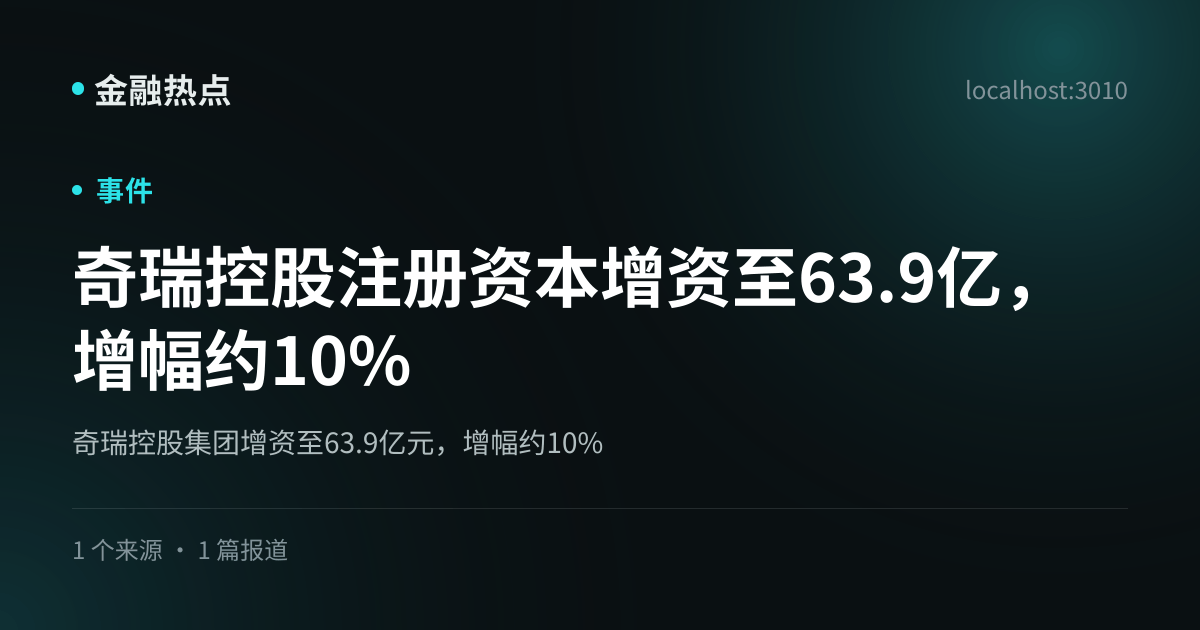 金融热点
localhost:3010
事件
奇瑞控股注册资本增资至63.9亿，
增幅约10%
奇瑞控股集团增资至63.9亿元，增幅约10%
1 个来源 · 1 篇报道